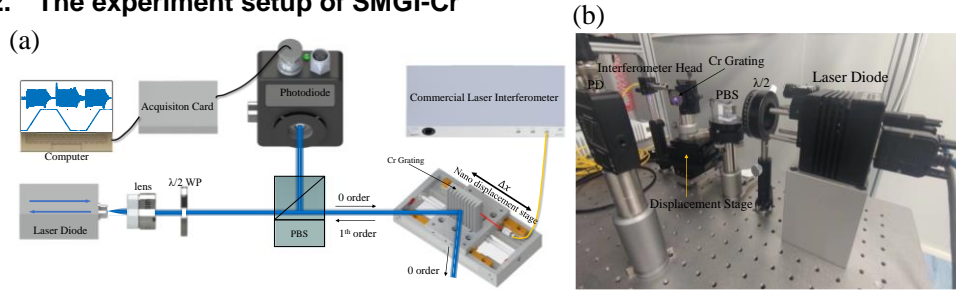 2. The experiment setup of SMGI-Cr
(a)
Acquisiton Card
Photodiode
Commercial Laser Interferometer
Computer
Cr Grating
Δx
Nano displacement stage
lens
λ/2 WP
0 order
1th order
Laser Diode
PBS
0 order
(b)
Cr Grating
Interferometer Head
PD
PBS
λ/2
Laser Diode
Displacement Stage